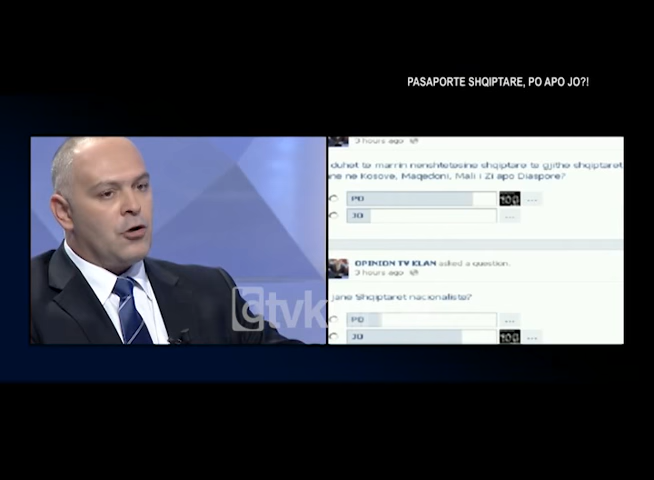 PASAPORTE SHQIPTARE, PO APO JO?!
3 hours ago
duhet te marrin nenshtetesine shqiptare te gjithe shqiptaret,
ne Kosove, Maqedoni, Mali i Zi apo Diaspore?
PO
100
...
JO
...
OPINION TV KLAN asked a question.
3 hours ago
jane Shqiptaret nacionaliste?
PO
...
JO
100
...
tvk